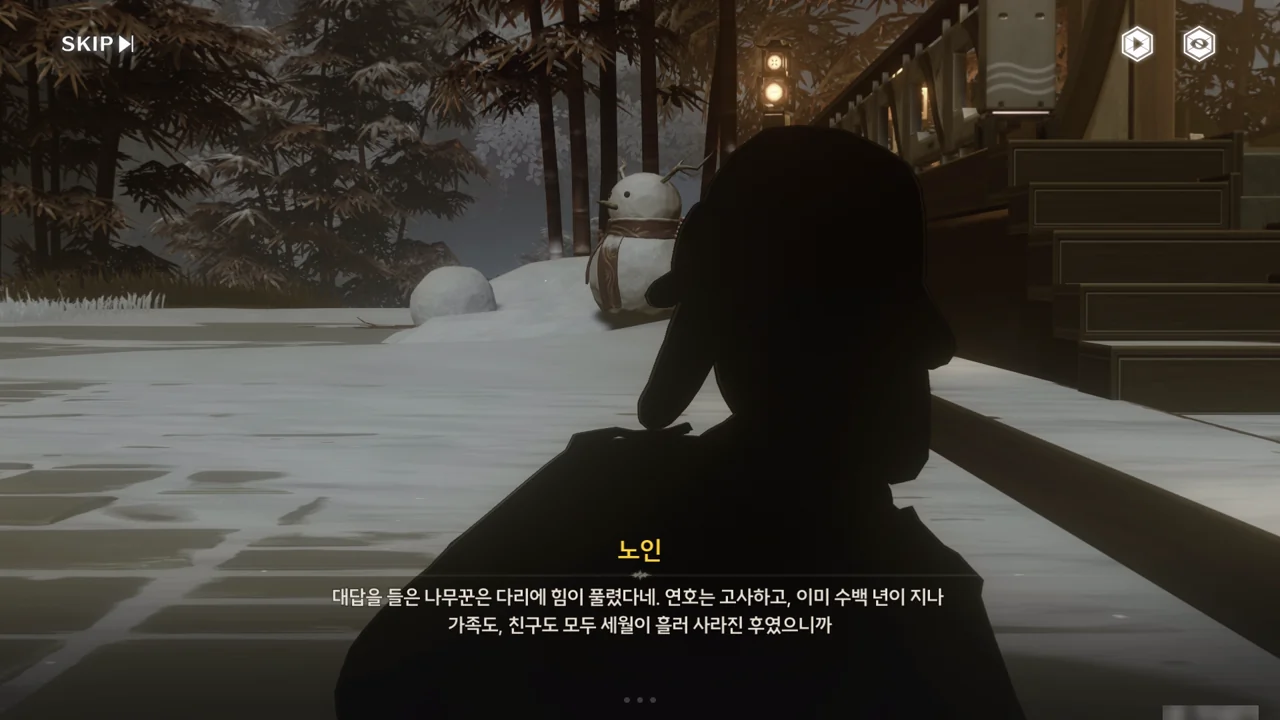 SKIP
노인
대답을 들은 나무꾼은 다리에 힘이 풀렸다네. 연호는 고사하고, 이미 수백 년이 지나
가족도, 친구도 모두 세월이 흘러 사라진 후였으니까